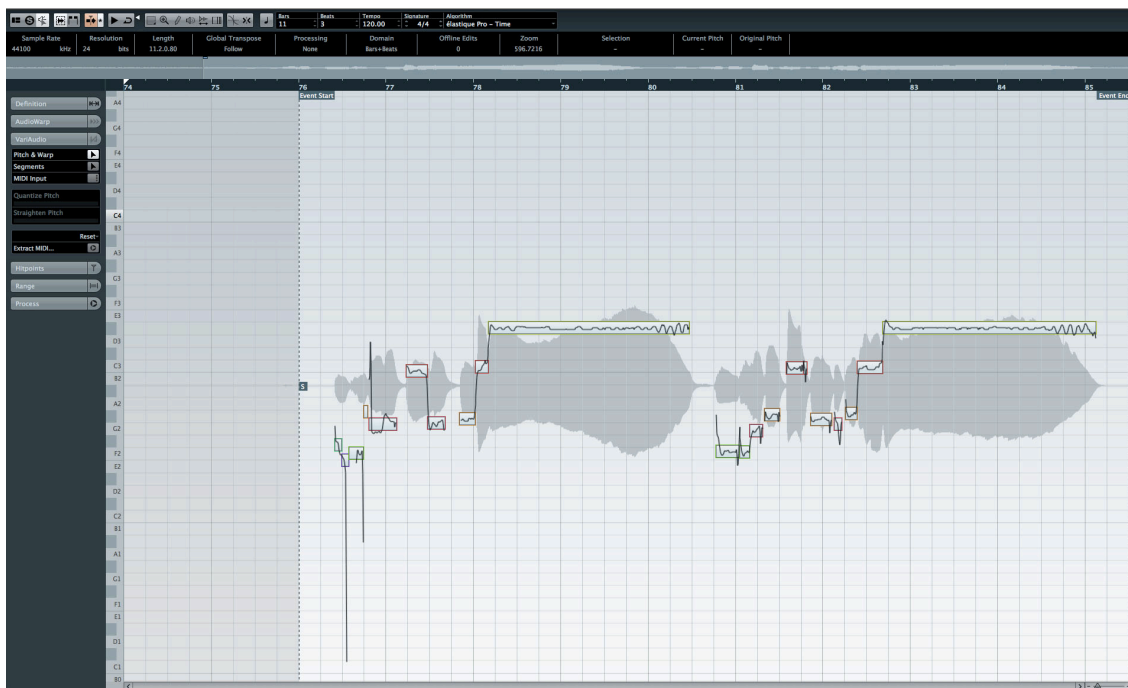 Bars Beats Tempo Signature Algorithm
11 3 120.00 4/4 élastique Pro - Time
Sample Rate Resolution Length Global Transpose Processing Domain Offline Edits Zoom Selection Current Pitch Original Pitch
44100 kHz 24 bits 11.2.0.80 Follow None Bars+Beats 0 596.7216 – – –
74 75 76 77 78 79 80 81 82 83 84 85
Event Start Event End
Definition
AudioWarp
VariAudio
Pitch & Warp
Segments
MIDI Input
Quantize Pitch
Straighten Pitch
Reset
Extract MIDI...
Hitpoints
Range
Process
A4
G4
F4
E4
D4
C4
B3
A3
G3
F3
E3
D3
C3
B2
A2
G2
F2
E2
D2
C2
B1
A1
G1
F1
E1
D1
C1
B0
S